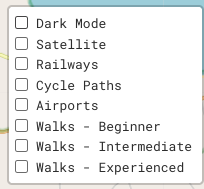 Dark Mode
Satellite
Railways
Cycle Paths
Airports
Walks - Beginner
Walks - Intermediate
Walks - Experienced